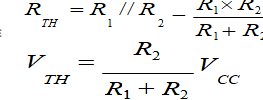 R_TH = R_1 // R_2 − (R_1 × R_2) / (R_1 + R_2)
V_TH = R_2 / (R_1 + R_2) V_CC